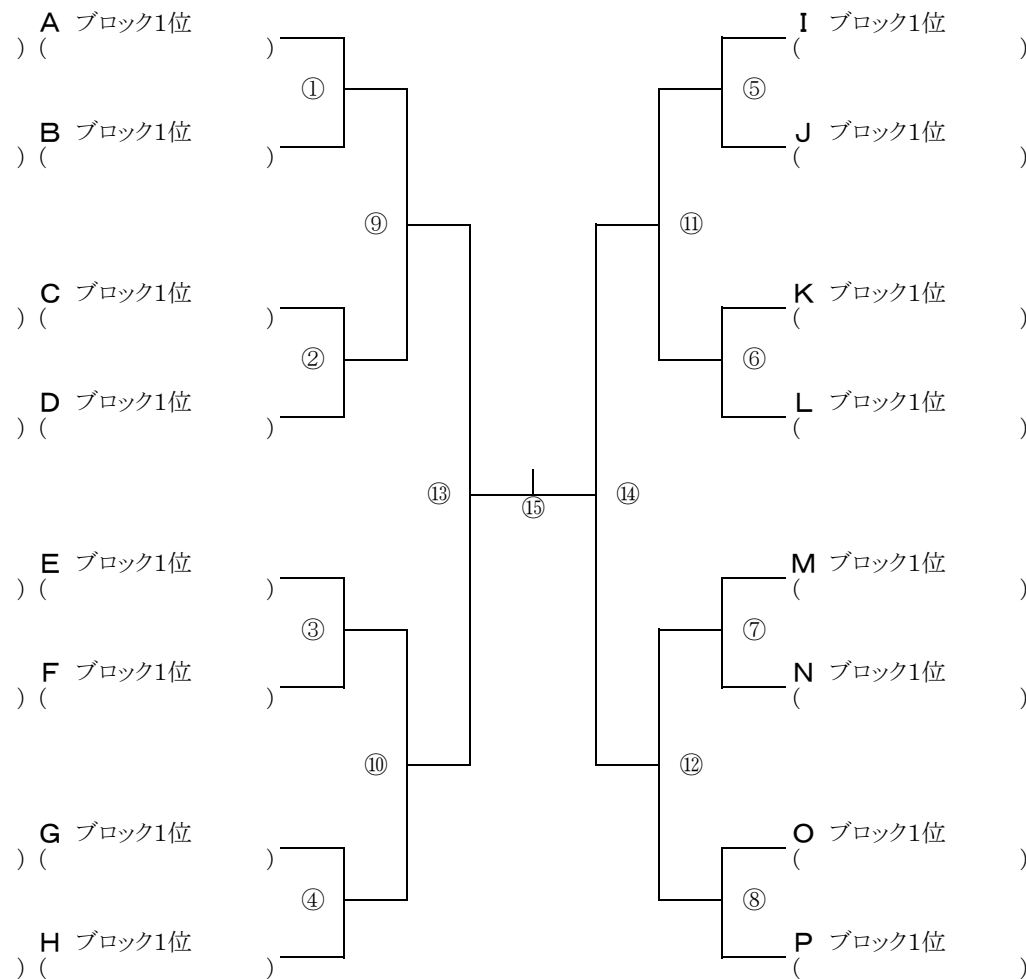 A ブロック1位
) ( )
①
B ブロック1位
) ( )
⑨
C ブロック1位
) ( )
②
D ブロック1位
) ( )
⑬
E ブロック1位
) ( )
③
F ブロック1位
) ( )
⑩
G ブロック1位
) ( )
④
H ブロック1位
) ( )
⑮
I ブロック1位
( )
⑤
J ブロック1位
( )
⑪
K ブロック1位
( )
⑥
L ブロック1位
( )
⑭
M ブロック1位
( )
⑦
N ブロック1位
( )
⑫
O ブロック1位
( )
⑧
P ブロック1位
( )